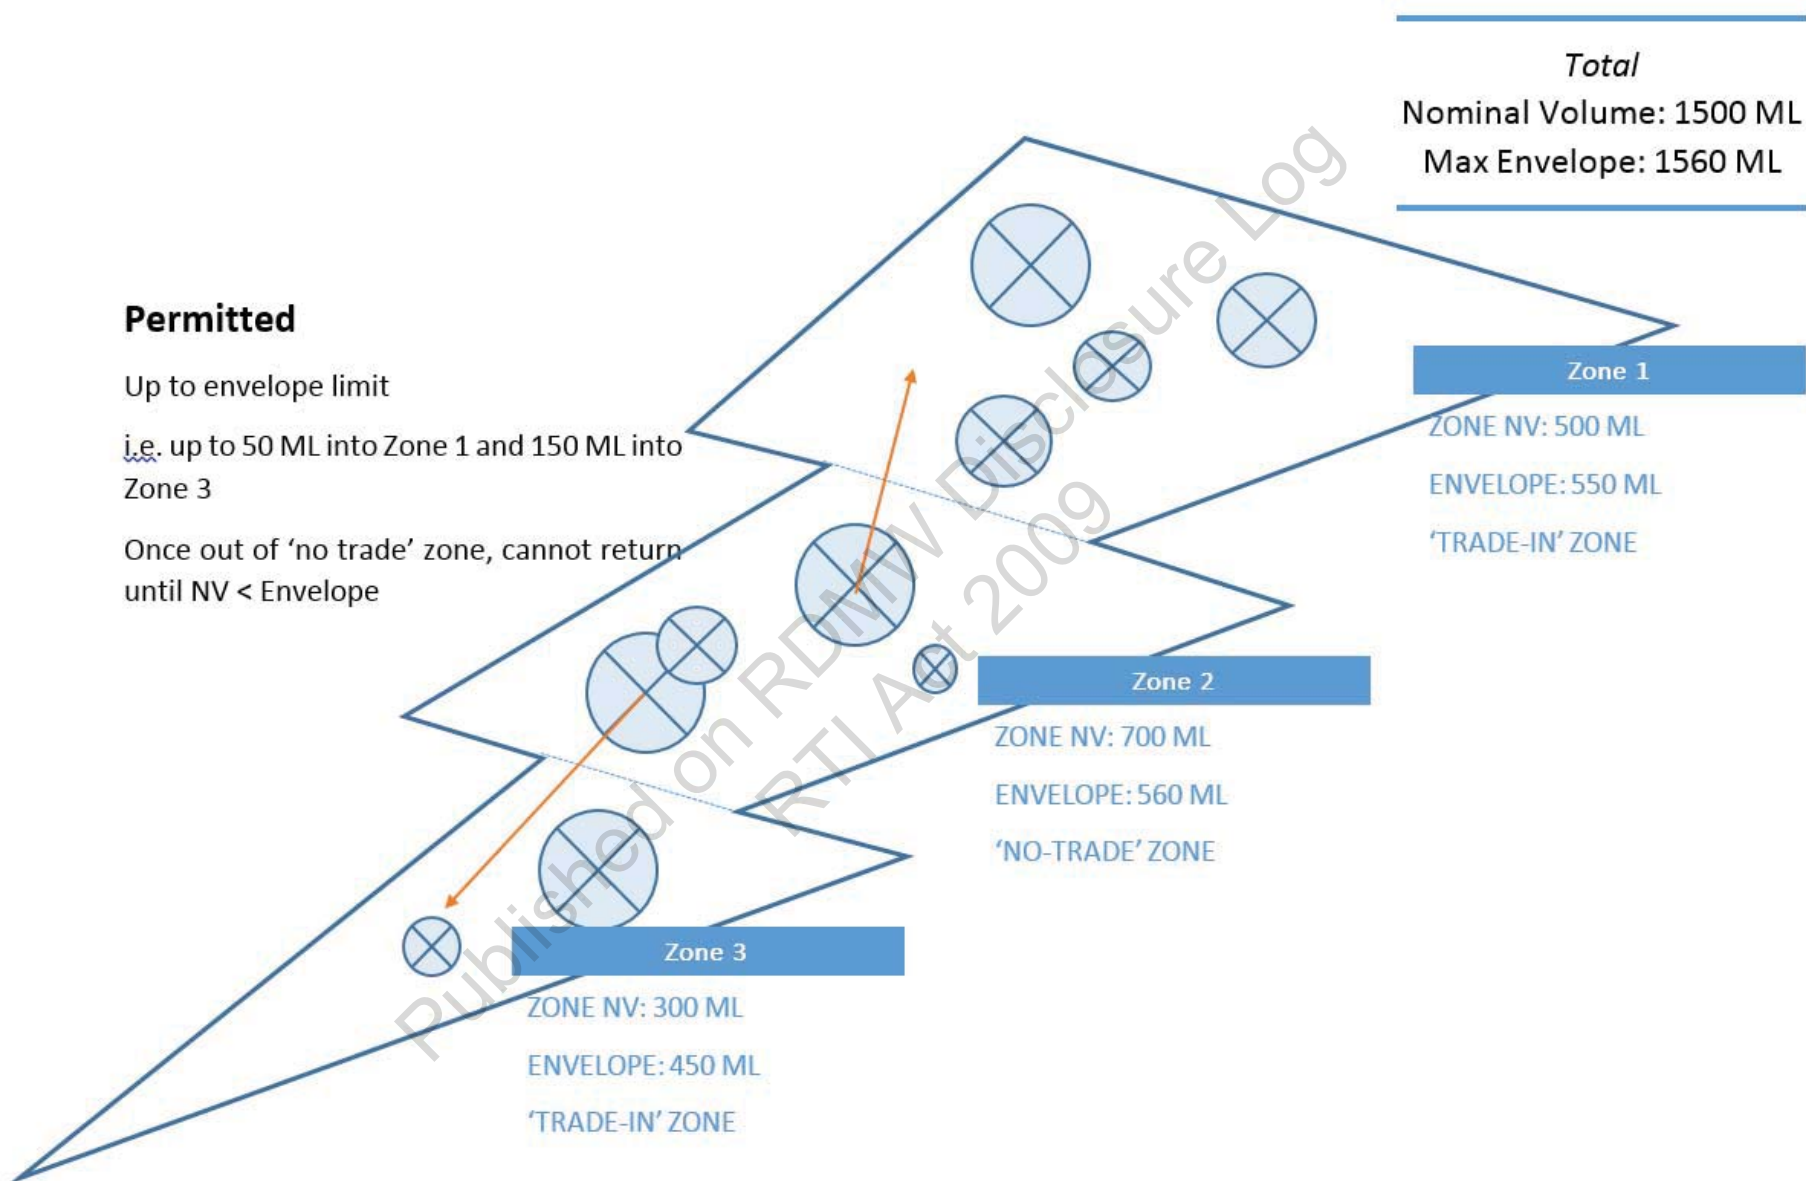 Total
Nominal Volume: 1500 ML
Max Envelope: 1560 ML
Permitted
Up to envelope limit
i.e. up to 50 ML into Zone 1 and 150 ML into
Zone 3
Once out of ‘no trade’ zone, cannot return
until NV < Envelope
Zone 1
ZONE NV: 500 ML
ENVELOPE: 550 ML
‘TRADE-IN’ ZONE
Zone 2
ZONE NV: 700 ML
ENVELOPE: 560 ML
‘NO-TRADE’ ZONE
Zone 3
ZONE NV: 300 ML
ENVELOPE: 450 ML
‘TRADE-IN’ ZONE
Published on RDMW Disclosure Log
RTI Act 2009